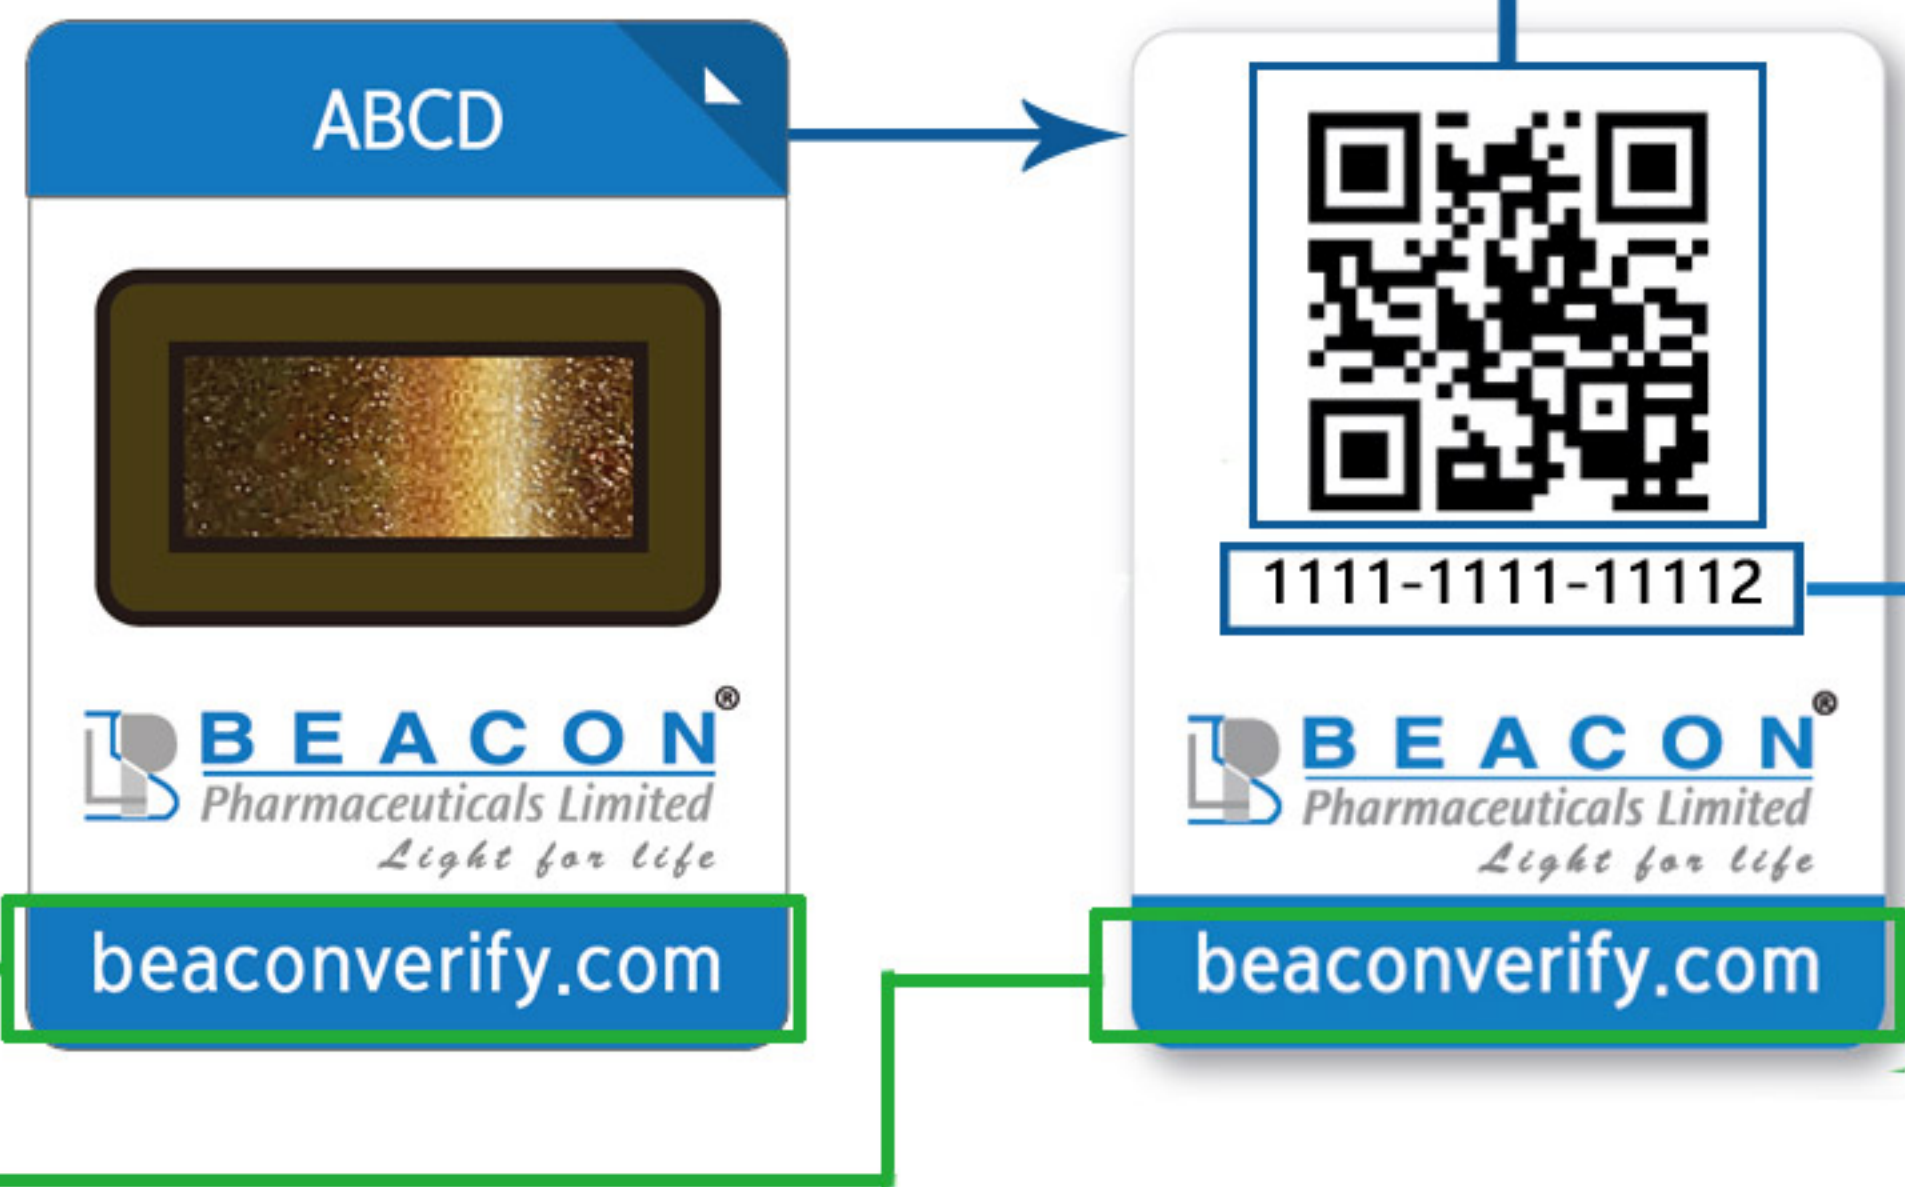 ABCD
BEACON®
Pharmaceuticals Limited
Light for life
beaconverify.com
1111-1111-11112
BEACON®
Pharmaceuticals Limited
Light for life
beaconverify.com